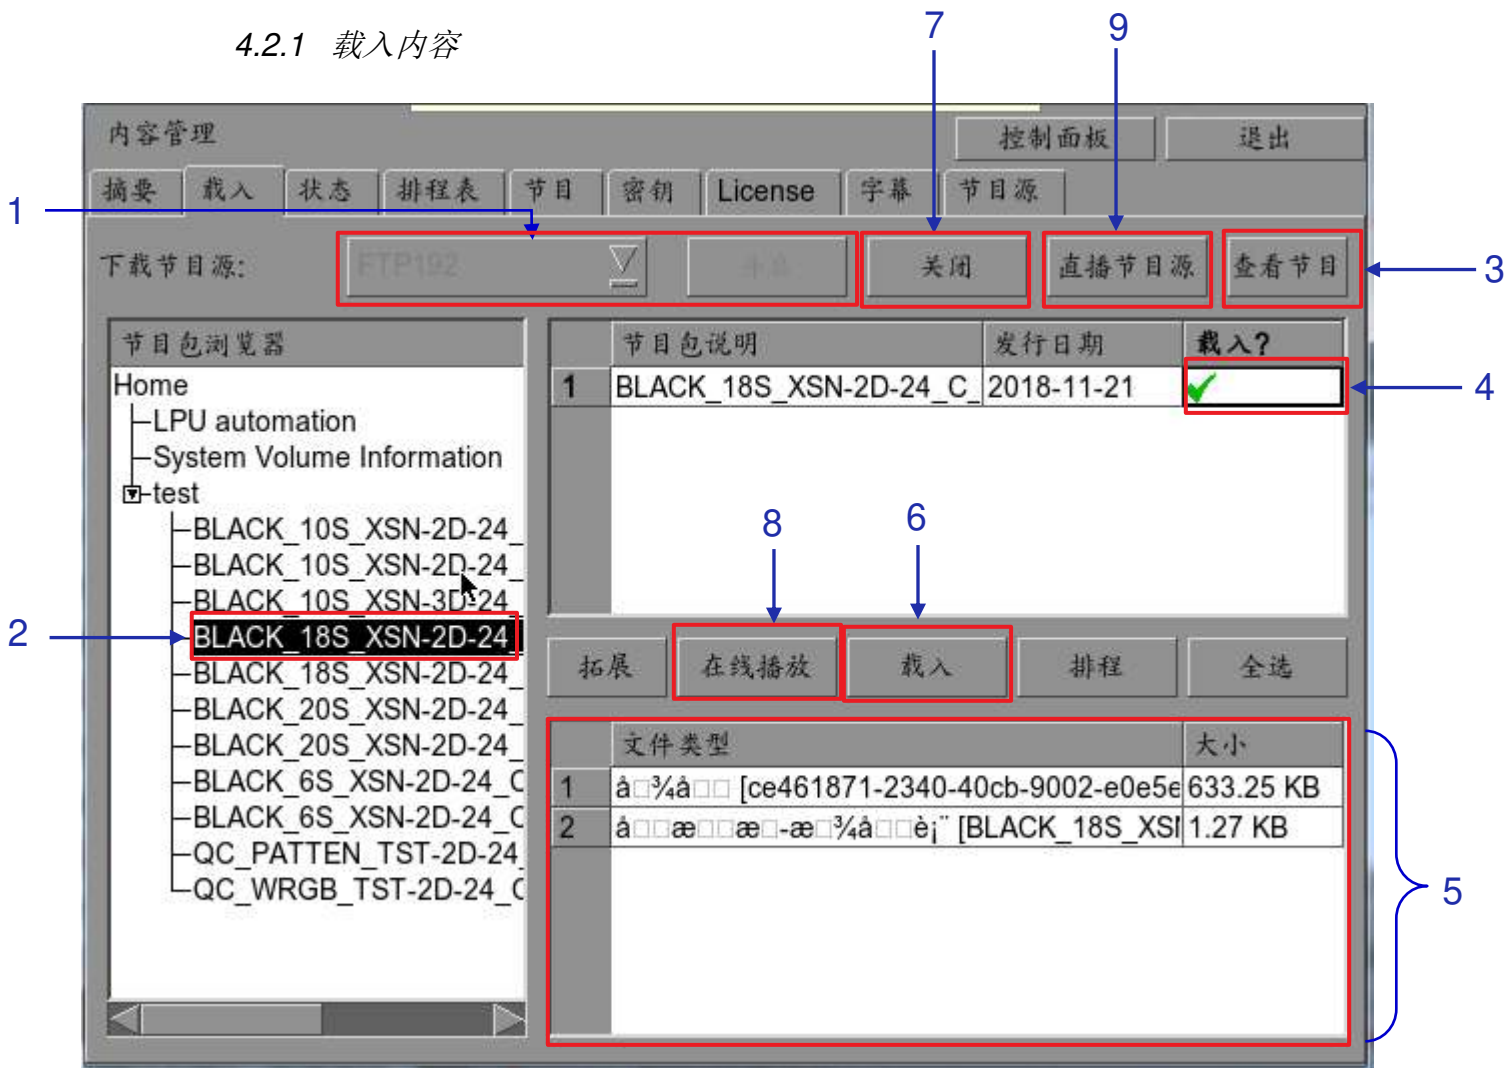 7
9
4.2.1 载入内容
内容管理
控制面板
退出
摘要
载入
状态
排程表
节目
密钥
License
字幕
节目源
1
下载节目源:
FTP192
关闭
直播节目源
查看节目
3
节目包浏览器
Home
LPU automation
System Volume Information
test
BLACK_10S_XSN-2D-24_
BLACK_10S_XSN-2D-24_
BLACK_10S_XSN-3D-24_
2
BLACK_18S_XSN-2D-24_
BLACK_18S_XSN-2D-24_
BLACK_20S_XSN-2D-24_
BLACK_20S_XSN-2D-24_
BLACK_6S_XSN-2D-24_C
BLACK_6S_XSN-2D-24_C
QC_PATTEN_TST-2D-24_
QC_WRGB_TST-2D-24_C
节目包说明 发行日期 载入?
1 BLACK_18S_XSN-2D-24_C_ 2018-11-21
4
8
6
拓展
在线播放
载入
排程
全选
文件类型 大小
1 å□¾å□□ [ce461871-2340-40cb-9002-e0e5e 633.25 KB
2 å□□æ□□æ□-æ□¾å□□è¡¨ [BLACK_18S_XSN 1.27 KB
5